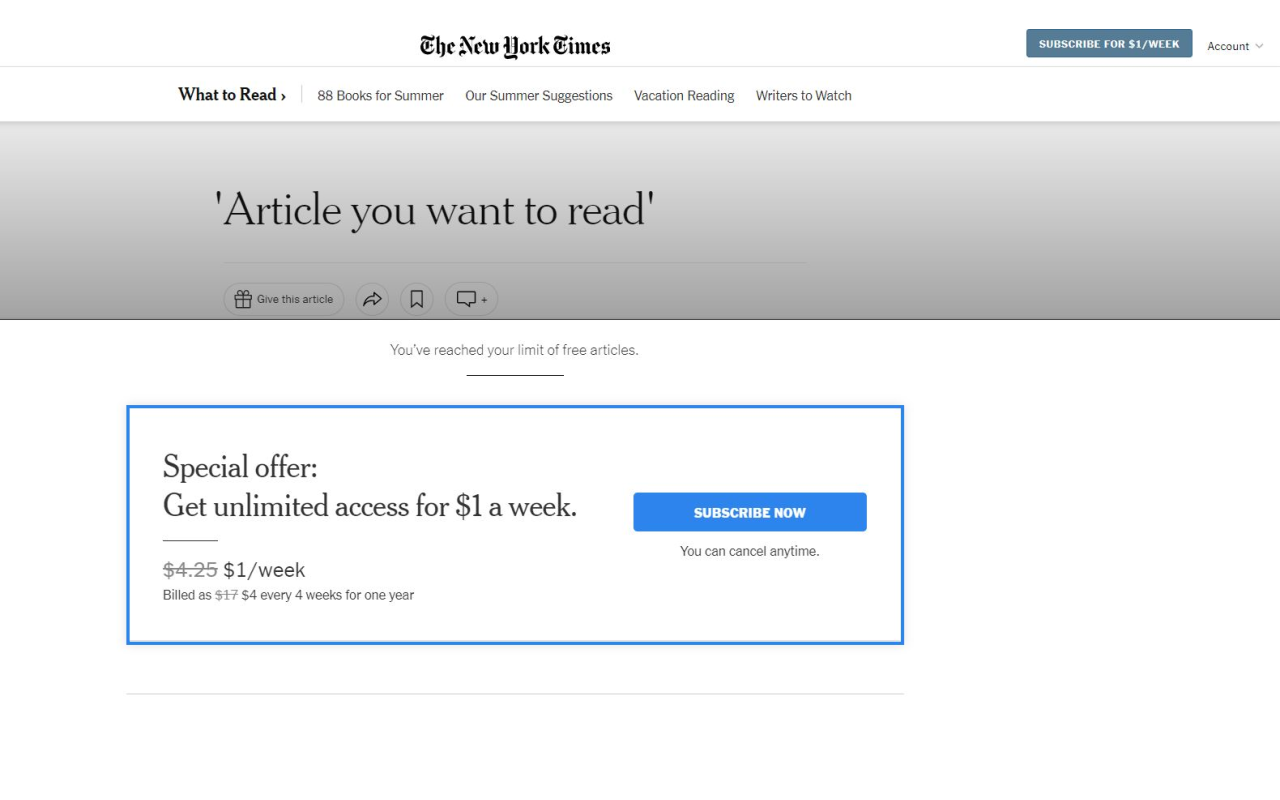 The New York Times
SUBSCRIBE FOR $1/WEEK
Account
What to Read ›
88 Books for Summer
Our Summer Suggestions
Vacation Reading
Writers to Watch
'Article you want to read'
Give this article
+
You've reached your limit of free articles.
Special offer:
Get unlimited access for $1 a week.
$4.25 $1/week
Billed as $17 $4 every 4 weeks for one year
SUBSCRIBE NOW
You can cancel anytime.